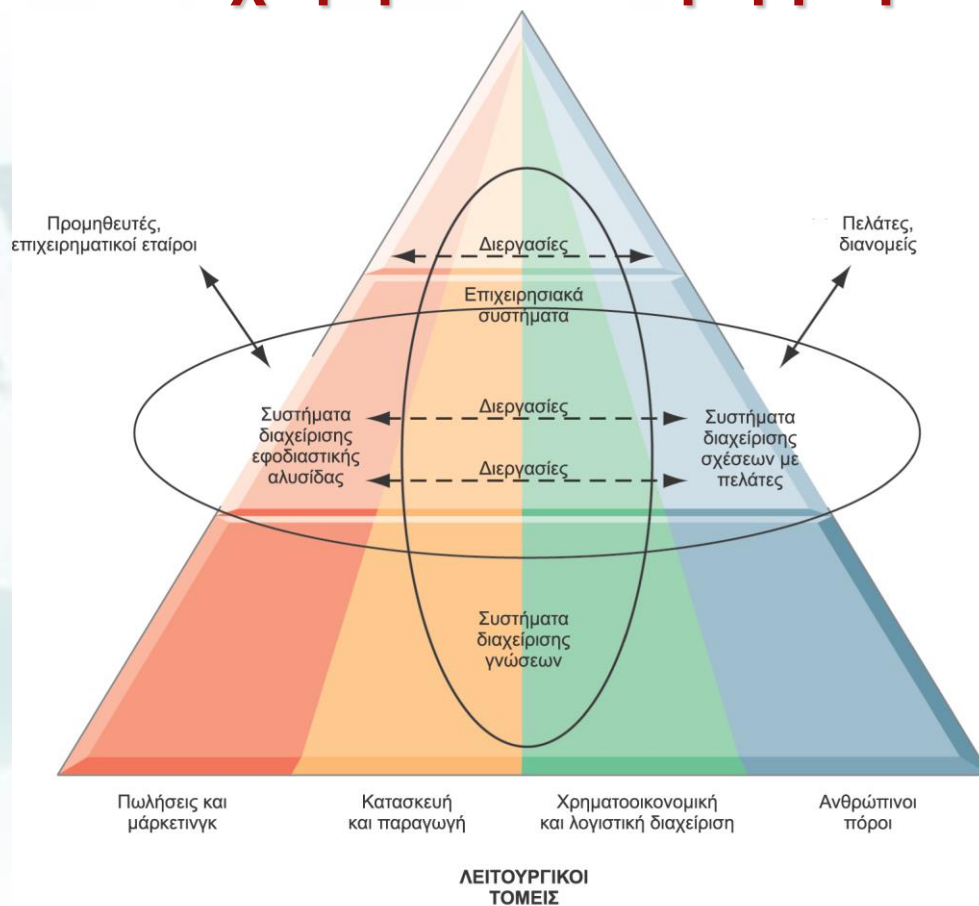 Προμηθευτές,
επιχειρηματικοί εταίροι
Πελάτες,
διανομείς
Διεργασίες
Επιχειρησιακά
συστήματα
Συστήματα
διαχείρισης
εφοδιαστικής
αλυσίδας
Διεργασίες
Διεργασίες
Συστήματα
διαχείρισης
σχέσεων με
πελάτες
Συστήματα
διαχείρισης
γνώσεων
Πωλήσεις και
μάρκετινγκ
Κατασκευή
και παραγωγή
Χρηματοοικονομική
και λογιστική διαχείριση
Ανθρώπινοι
πόροι
ΛΕΙΤΟΥΡΓΙΚΟΙ
ΤΟΜΕΙΣ